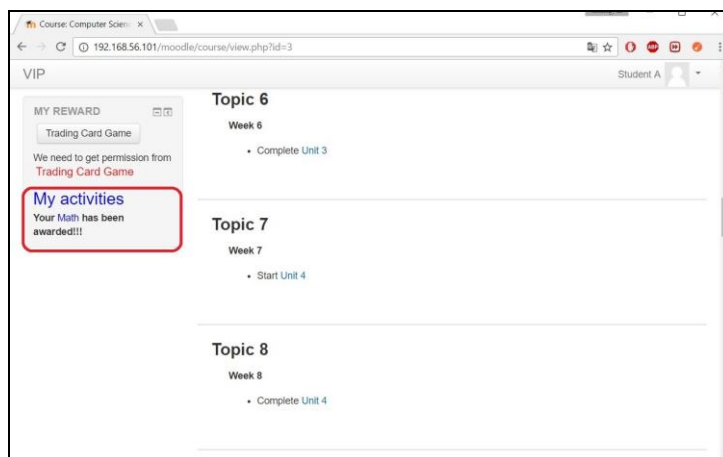 Course: Computer Scien
192.168.56.101/moodle/course/view.php?id=3
ABP
VIP
Student A
MY REWARD
Trading Card Game
We need to get permission from
Trading Card Game
My activities
Your Math has been
awarded!!!
Topic 6
Week 6
• Complete Unit 3
Topic 7
Week 7
• Start Unit 4
Topic 8
Week 8
• Complete Unit 4